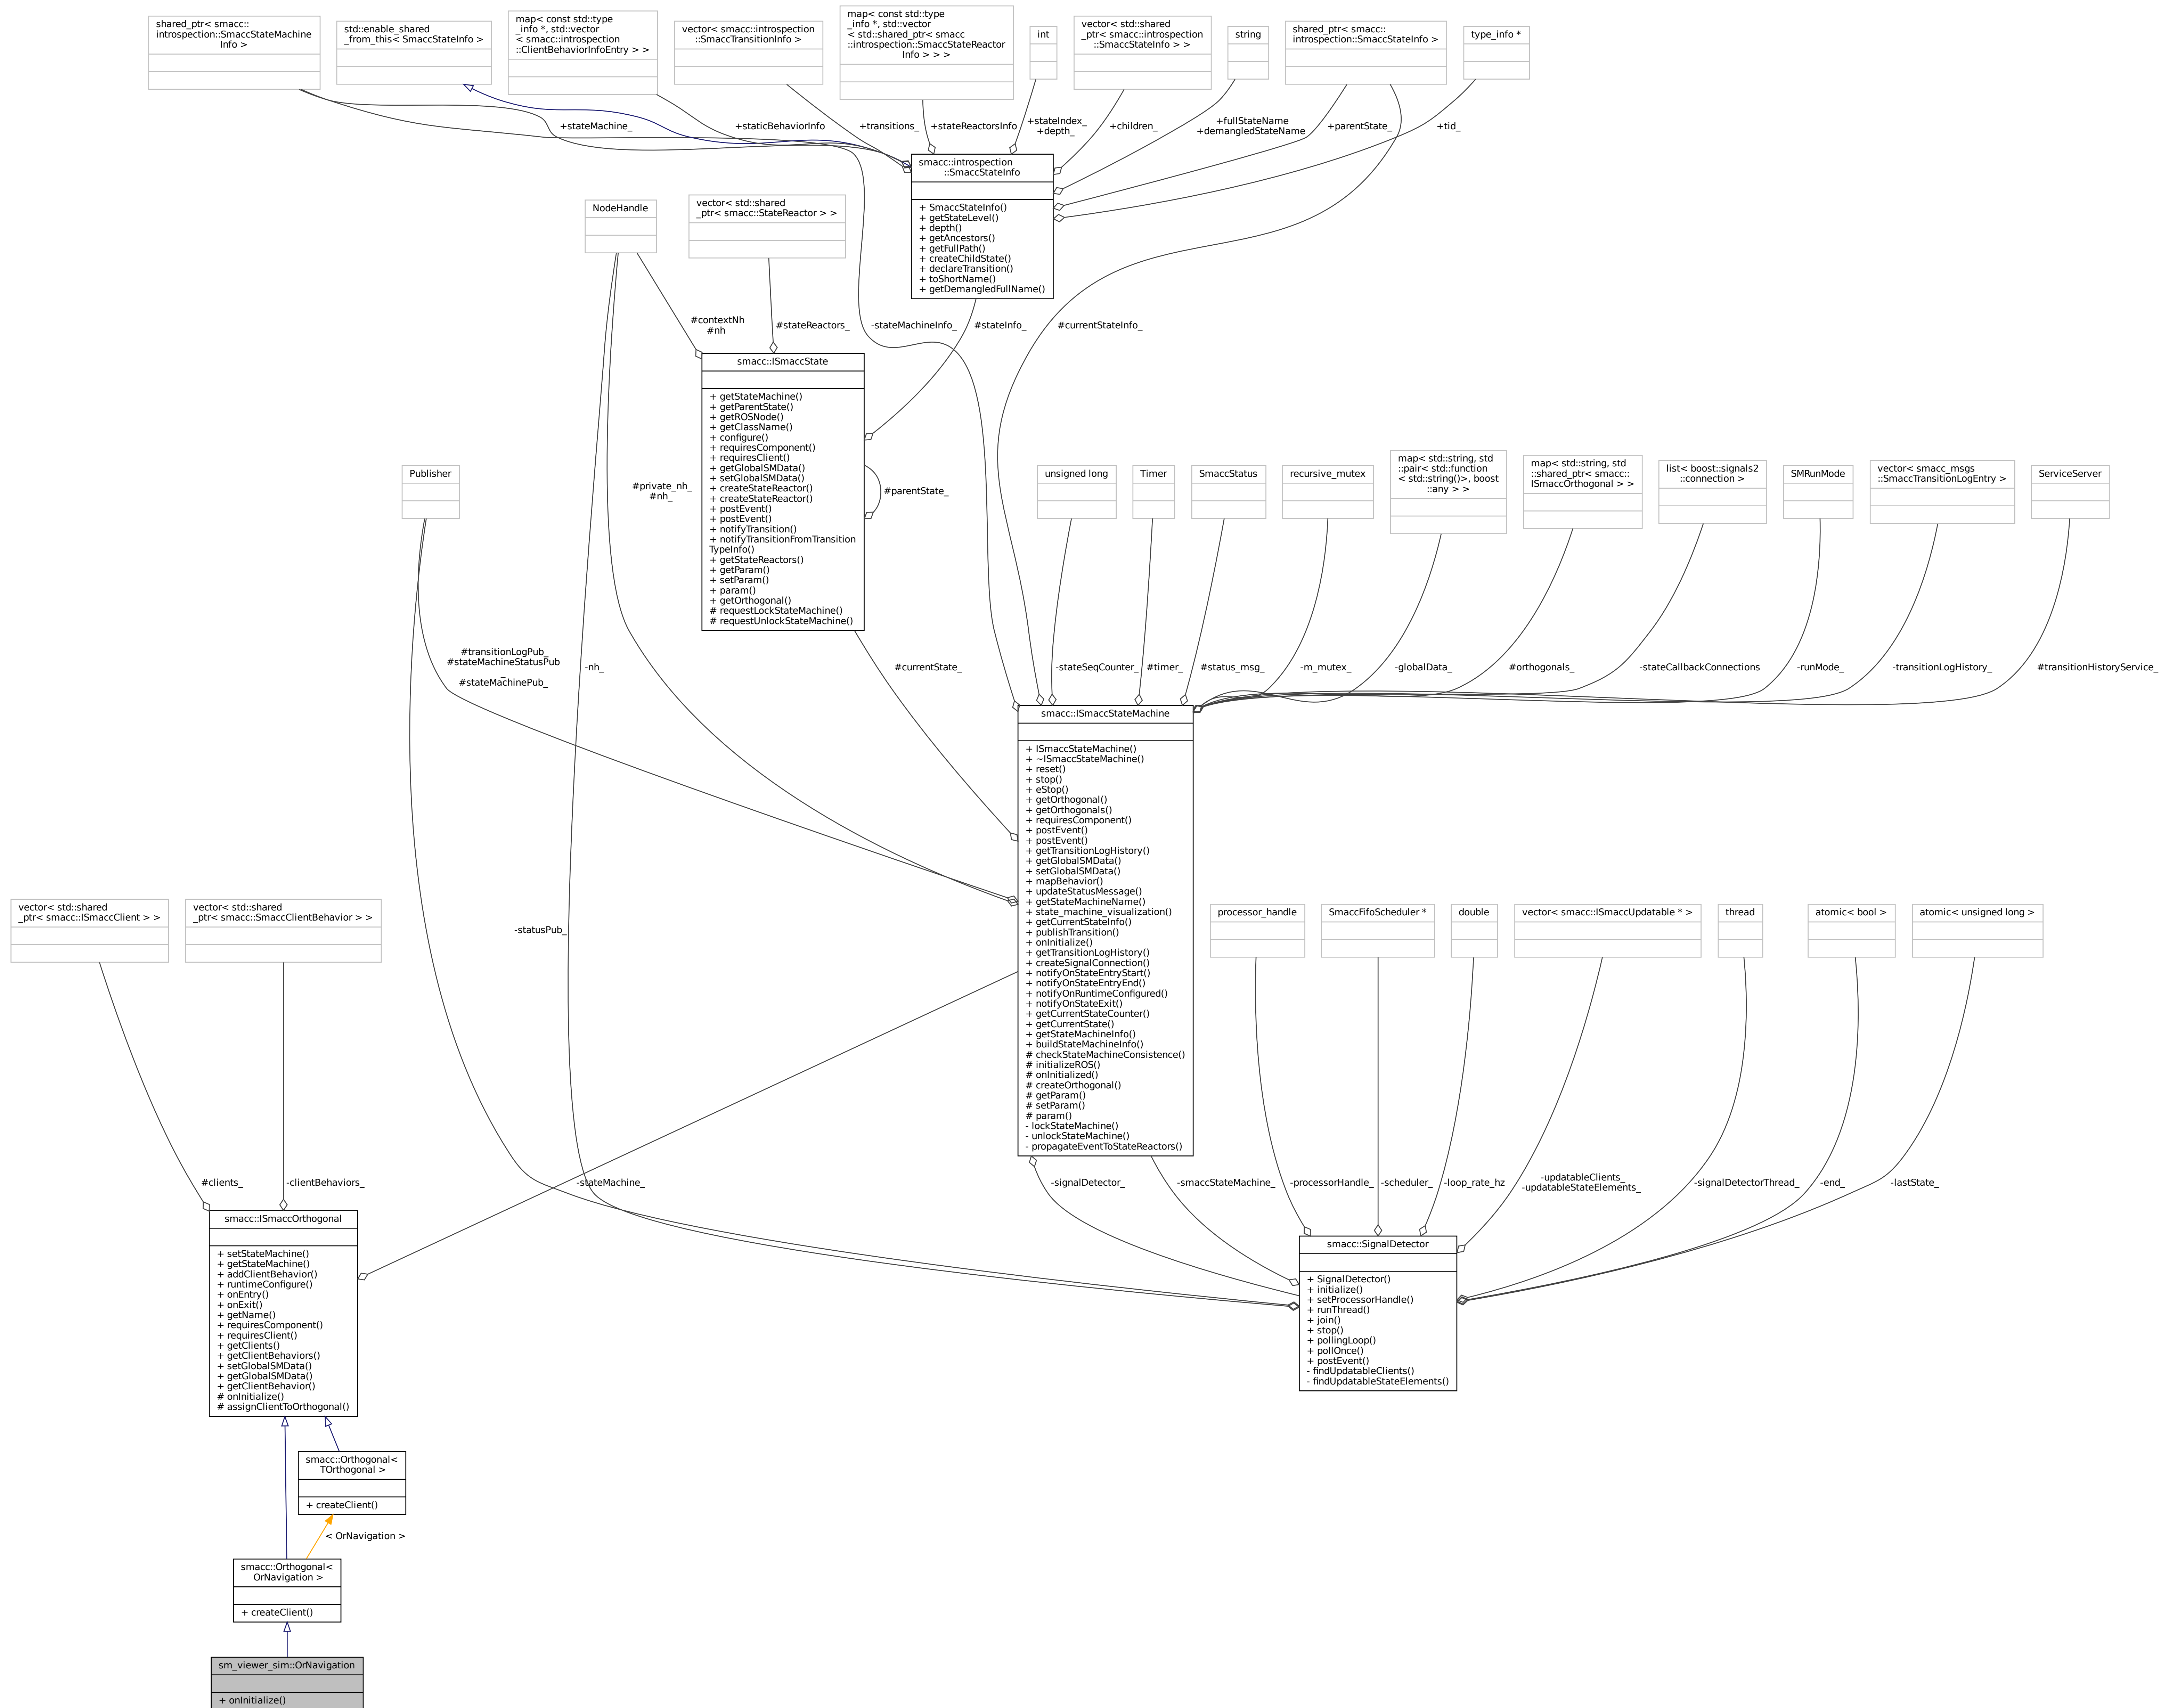 shared_ptr< smacc::
introspection::SmaccStateMachine
Info >
std::enable_shared
_from_this< SmaccStateInfo >
map< const std::type
_info *, std::vector
< smacc::introspection
::ClientBehaviorInfoEntry > >
vector< smacc::introspection
::SmaccTransitionInfo >
map< const std::type
_info *, std::vector
< std::shared_ptr< smacc
::introspection::SmaccStateReactor
Info > > >
int
vector< std::shared
_ptr< smacc::introspection
::SmaccStateInfo > >
string
shared_ptr< smacc::
introspection::SmaccStateInfo >
type_info *
+stateMachine_
+staticBehaviorInfo
+transitions_
+stateReactorsInfo
+stateIndex_
+depth_
+children_
+fullStateName
+demangledStateName
+parentState_
+tid_
smacc::introspection
::SmaccStateInfo
+ SmaccStateInfo()
+ getStateLevel()
+ depth()
+ getAncestors()
+ getFullPath()
+ createChildState()
+ declareTransition()
+ toShortName()
+ getDemangledFullName()
NodeHandle
vector< std::shared
_ptr< smacc::StateReactor > >
#contextNh
#nh
#stateReactors_
-stateMachineInfo_
#stateInfo_
#currentStateInfo_
smacc::ISmaccState
+ getStateMachine()
+ getParentState()
+ getROSNode()
+ getClassName()
+ configure()
+ requiresComponent()
+ requiresClient()
+ getGlobalSMData()
+ setGlobalSMData()
+ createStateReactor()
+ createStateReactor()
+ postEvent()
+ postEvent()
+ notifyTransition()
+ notifyTransitionFromTransition
TypeInfo()
+ getStateReactors()
+ getParam()
+ setParam()
+ param()
+ getOrthogonal()
# requestLockStateMachine()
# requestUnlockStateMachine()
#parentState_
#private_nh_
#nh_
Publisher
unsigned long
Timer
SmaccStatus
recursive_mutex
map< std::string, std
::pair< std::function
< std::string()>, boost
::any > >
map< std::string, std
::shared_ptr< smacc::
ISmaccOrthogonal > >
list< boost::signals2
::connection >
SMRunMode
vector< smacc_msgs
::SmaccTransitionLogEntry >
ServiceServer
#transitionLogPub_
#stateMachineStatusPub
_
#stateMachinePub_
-nh_
#currentState_
-stateSeqCounter_
#timer_
#status_msg_
-m_mutex_
-globalData_
#orthogonals_
-stateCallbackConnections
-runMode_
-transitionLogHistory_
#transitionHistoryService_
smacc::ISmaccStateMachine
+ ISmaccStateMachine()
+ ~ISmaccStateMachine()
+ reset()
+ stop()
+ eStop()
+ getOrthogonal()
+ getOrthogonals()
+ requiresComponent()
+ postEvent()
+ postEvent()
+ getTransitionLogHistory()
+ getGlobalSMData()
+ setGlobalSMData()
+ mapBehavior()
+ updateStatusMessage()
+ getStateMachineName()
+ state_machine_visualization()
+ getCurrentStateInfo()
+ publishTransition()
+ onInitialize()
+ getTransitionLogHistory()
+ createSignalConnection()
+ notifyOnStateEntryStart()
+ notifyOnStateEntryEnd()
+ notifyOnRuntimeConfigured()
+ notifyOnStateExit()
+ getCurrentStateCounter()
+ getCurrentState()
+ getStateMachineInfo()
+ buildStateMachineInfo()
# checkStateMachineConsistence()
# initializeROS()
# onInitialized()
# createOrthogonal()
# getParam()
# setParam()
# param()
- lockStateMachine()
- unlockStateMachine()
- propagateEventToStateReactors()
vector< std::shared
_ptr< smacc::ISmaccClient > >
vector< std::shared
_ptr< smacc::SmaccClientBehavior > >
-statusPub_
processor_handle
SmaccFifoScheduler *
double
vector< smacc::ISmaccUpdatable * >
thread
atomic< bool >
atomic< unsigned long >
#clients_
-clientBehaviors_
-stateMachine_
-signalDetector_
-smaccStateMachine_
-processorHandle_
-scheduler_
-loop_rate_hz
-updatableClients_
-updatableStateElements_
-signalDetectorThread_
-end_
-lastState_
smacc::ISmaccOrthogonal
+ setStateMachine()
+ getStateMachine()
+ addClientBehavior()
+ runtimeConfigure()
+ onEntry()
+ onExit()
+ getName()
+ requiresComponent()
+ requiresClient()
+ getClients()
+ getClientBehaviors()
+ setGlobalSMData()
+ getGlobalSMData()
+ getClientBehavior()
# onInitialize()
# assignClientToOrthogonal()
smacc::SignalDetector
+ SignalDetector()
+ initialize()
+ setProcessorHandle()
+ runThread()
+ join()
+ stop()
+ pollingLoop()
+ pollOnce()
+ postEvent()
- findUpdatableClients()
- findUpdatableStateElements()
smacc::Orthogonal<
TOrthogonal >
+ createClient()
< OrNavigation >
smacc::Orthogonal<
OrNavigation >
+ createClient()
sm_viewer_sim::OrNavigation
+ onInitialize()